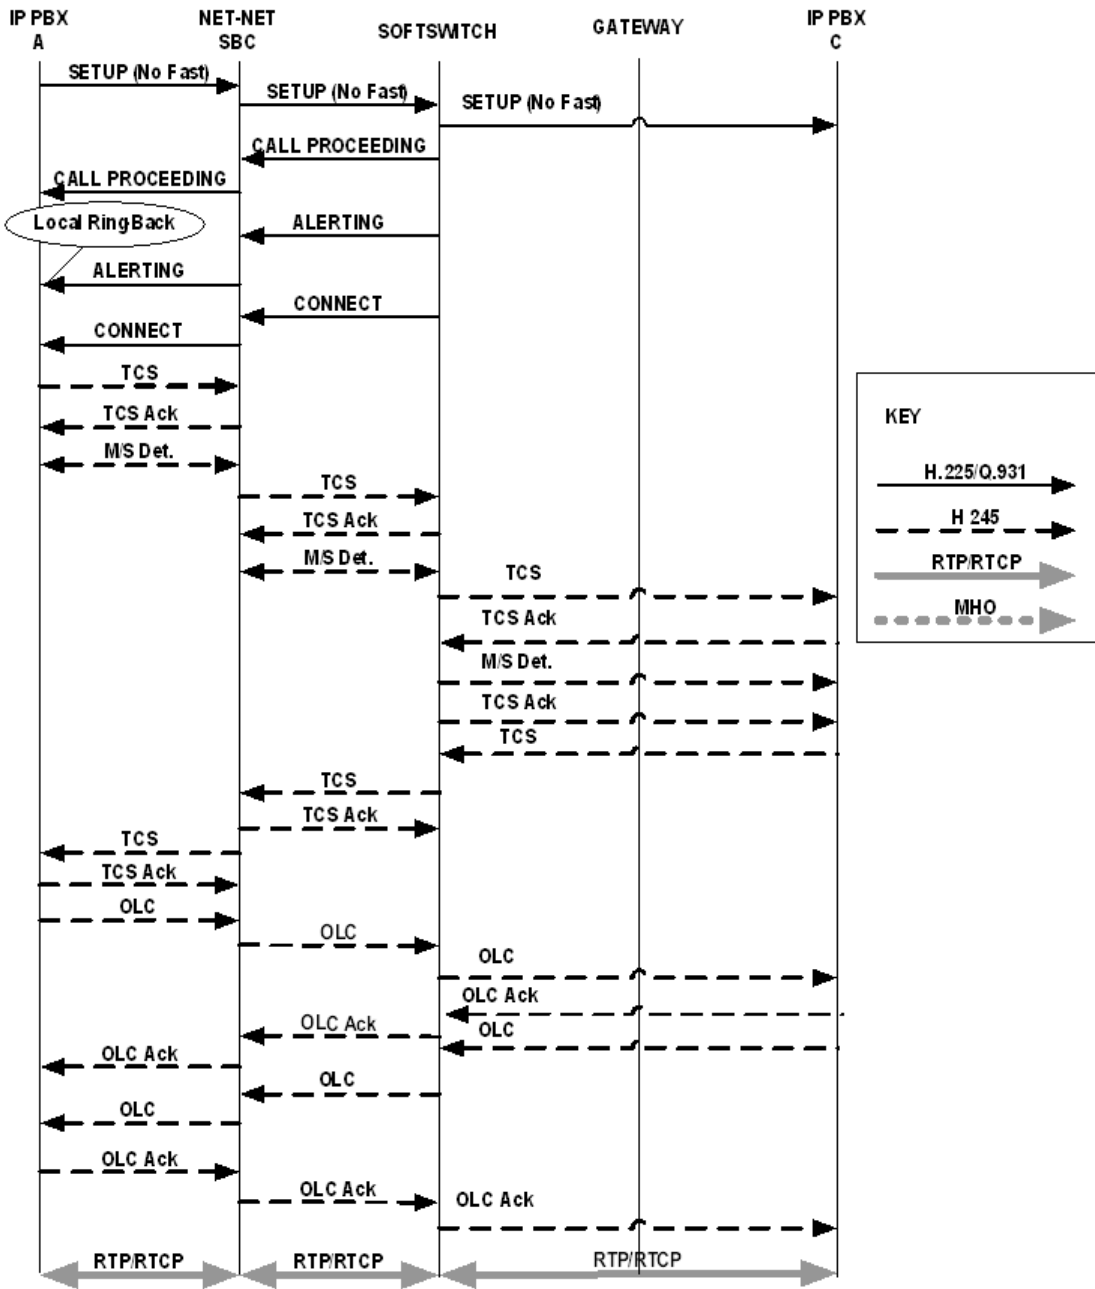 IP PBX
A
NET-NET
SBC
SOFTSWITCH
GATEWAY
IP PBX
C
SETUP (No Fast)
SETUP (No Fast)
SETUP (No Fast)
CALL PROCEEDING
CALL PROCEEDING
Local Ring-Back
ALERTING
ALERTING
CONNECT
CONNECT
TCS
TCS Ack
M/S Det.
TCS
TCS Ack
M/S Det.
TCS
TCS Ack
M/S Det.
TCS Ack
TCS
TCS
TCS Ack
TCS
TCS Ack
OLC
OLC
OLC
OLC Ack
OLC Ack
OLC
OLC Ack
OLC
OLC
OLC Ack
OLC Ack
OLC Ack
RTP/RTCP
RTP/RTCP
RTP/RTCP
KEY
H.225/Q.931
H 245
RTP/RTCP
MHO